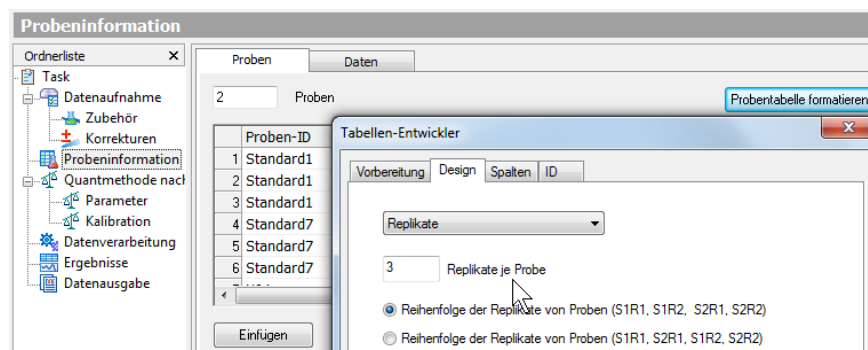 Probeninformation
Ordnerliste
Task
Datenaufnahme
Zubehör
Korrekturen
Probeninformation
Quantmethode nach
Parameter
Kalibration
Datenverarbeitung
Ergebnisse
Datenausgabe
Proben Daten
2 Proben
Probentabelle formatieren
Proben-ID
1 Standard1
2 Standard1
3 Standard1
4 Standard7
5 Standard7
6 Standard7
Einfügen
Tabellen-Entwickler
Vorbereitung Design Spalten ID
Replikate
3 Replikate je Probe
Reihenfolge der Replikate von Proben (S1R1, S1R2, S2R1, S2R2)
Reihenfolge der Replikate von Proben (S1R1, S2R1, S1R2, S2R2)